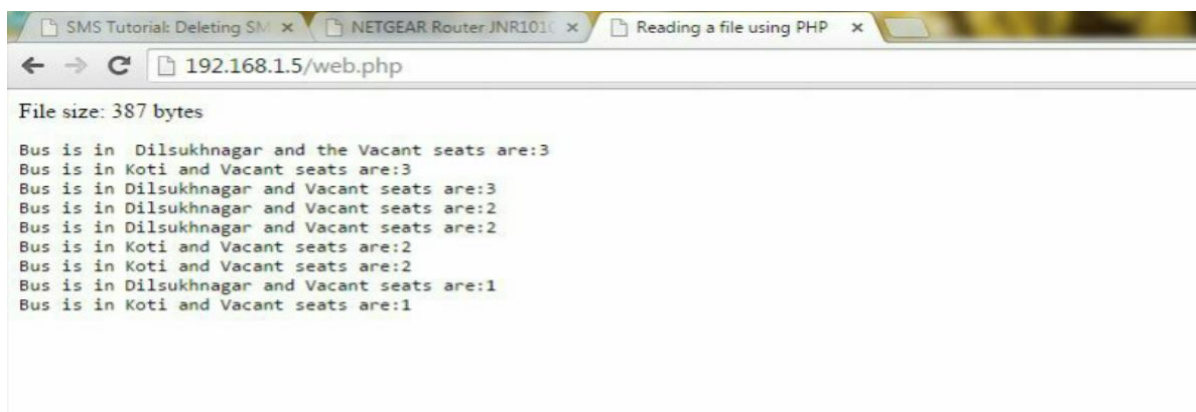 SMS Tutorial: Deleting SM
NETGEAR Router JNR101
Reading a file using PHP
192.168.1.5/web.php
File size: 387 bytes
Bus is in  Dilsukhnagar and the Vacant seats are:3
Bus is in Koti and Vacant seats are:3
Bus is in Dilsukhnagar and Vacant seats are:3
Bus is in Dilsukhnagar and Vacant seats are:2
Bus is in Dilsukhnagar and Vacant seats are:2
Bus is in Koti and Vacant seats are:2
Bus is in Koti and Vacant seats are:2
Bus is in Dilsukhnagar and Vacant seats are:1
Bus is in Koti and Vacant seats are:1